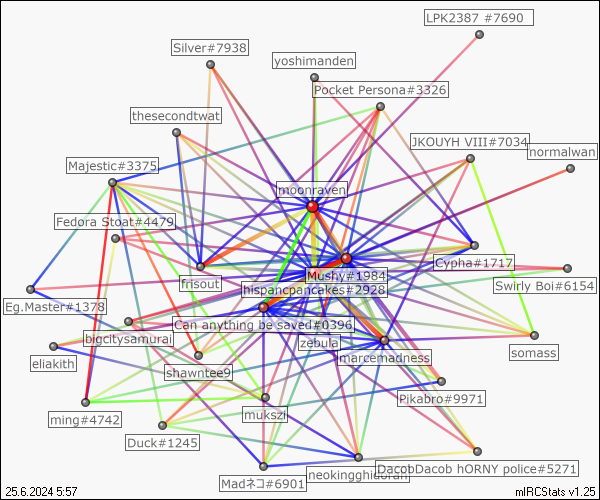 LPK2387 #7690
Silver#7938
yoshimanden
Pocket Persona#3326
thesecondtwat
JKOUYH VIII#7034
normalwan
Majestic#3375
moonraven
Fedora Stoat#4479
Cypha#1717
Mushy#1984
frisout
hispancpancakes#2928
Swirly Boi#6154
Eg.Master#1378
Can anything be saved#0396
bigcitysamurai
zebula
somass
marcemadness
eliakith
shawntee9
Pikabro#9971
mukszi
ming#4742
Duck#1245
DacobDacob hORNY police#5271
neokingghidorah
Madネコ#6901
25.6.2024 5:57
mIRCStats v1.25